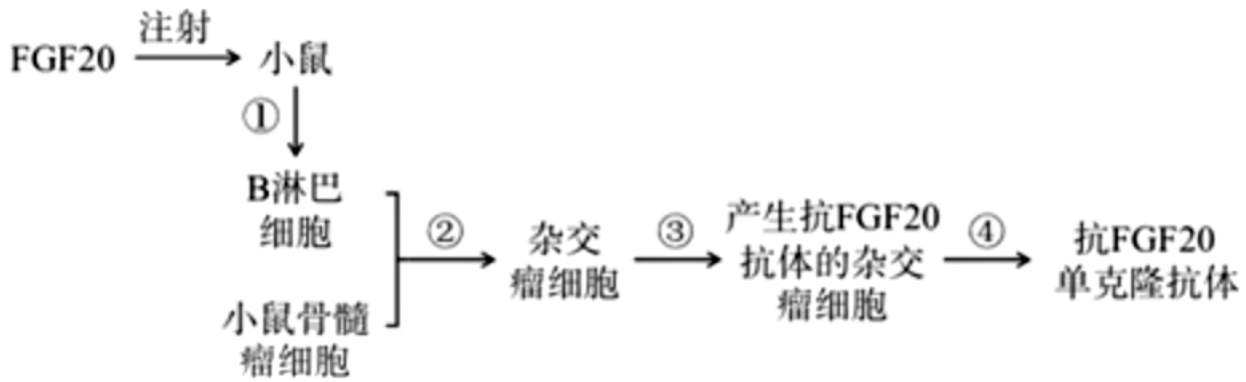 FGF20
注射
小鼠
①
B淋巴
细胞
小鼠骨髓
瘤细胞
②
杂交
瘤细胞
③
产生抗FGF20
抗体的杂交
瘤细胞
④
抗FGF20
单克隆抗体